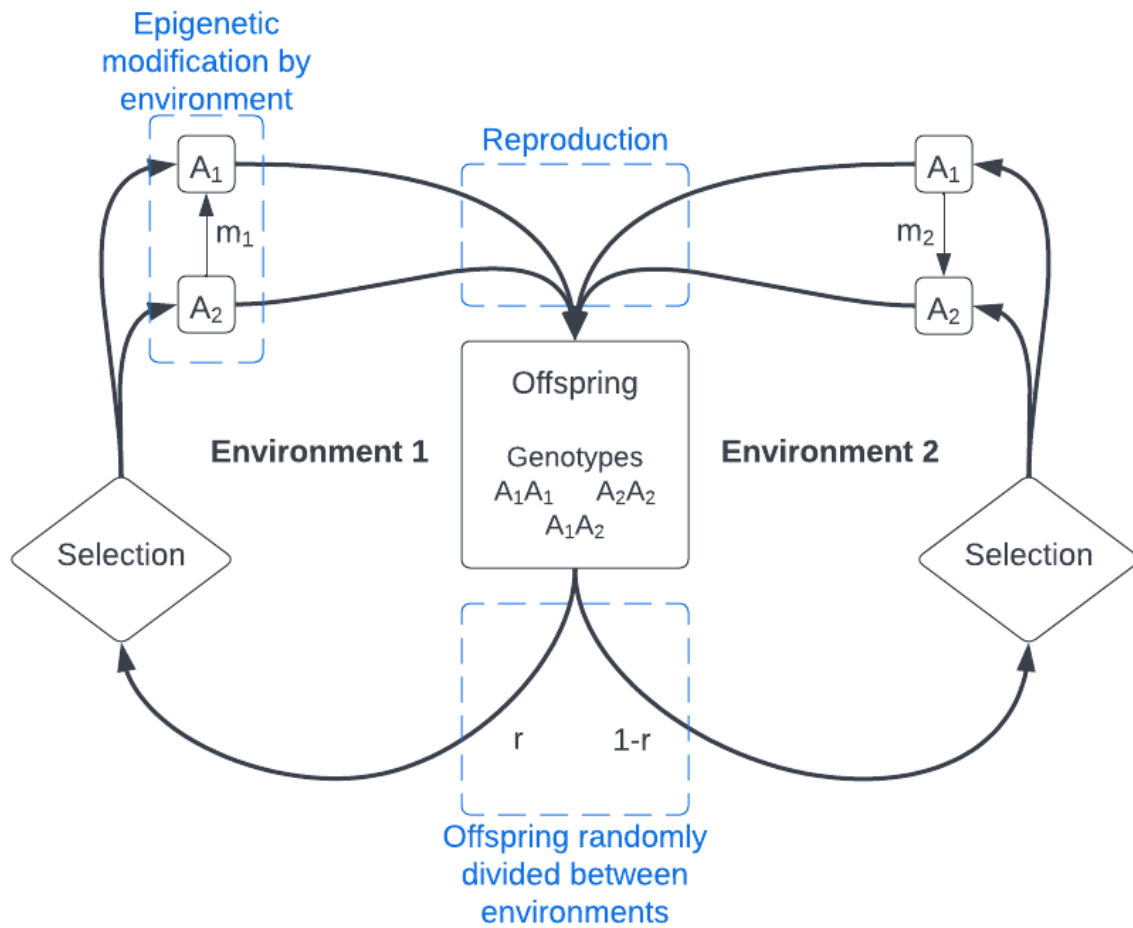 Epigenetic
modification by
environment
Reproduction
A₁
A₁
m₁
m₂
A₂
A₂
Offspring
Environment 1
Environment 2
Genotypes
A₁A₁ A₂A₂
A₁A₂
Selection
Selection
r
1-r
Offspring randomly
divided between
environments